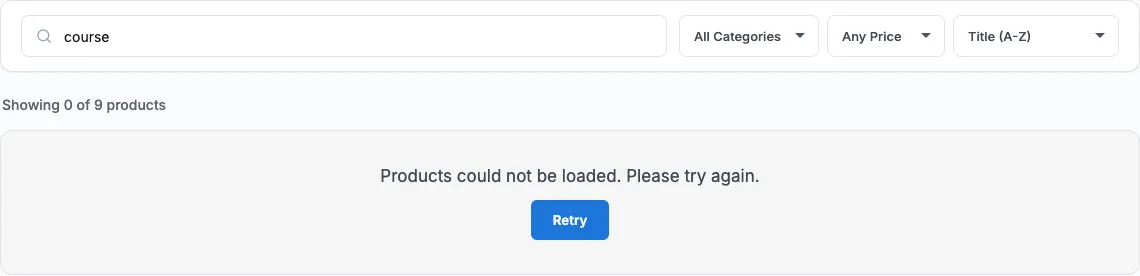 course
All Categories
Any Price
Title (A-Z)
Showing 0 of 9 products
Products could not be loaded. Please try again.
Retry